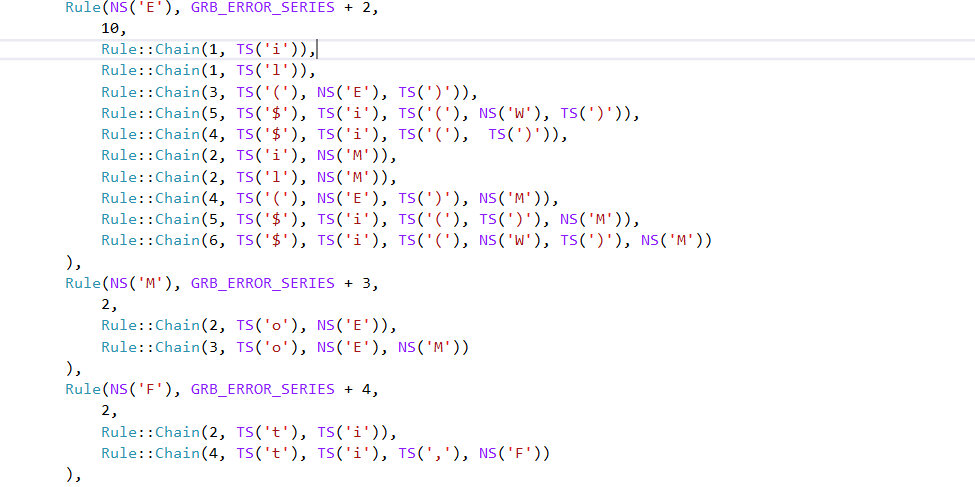 Rule(NS('E'), GRB_ERROR_SERIES + 2,
10,
Rule::Chain(1, TS('i')),
Rule::Chain(1, TS('l')),
Rule::Chain(3, TS('('), NS('E'), TS(')')),
Rule::Chain(5, TS('$'), TS('i'), TS('('), NS('W'), TS(')')),
Rule::Chain(4, TS('$'), TS('i'), TS('('),  TS(')')),
Rule::Chain(2, TS('i'), NS('M')),
Rule::Chain(2, TS('l'), NS('M')),
Rule::Chain(4, TS('('), NS('E'), TS(')'), NS('M')),
Rule::Chain(5, TS('$'), TS('i'), TS('('), TS(')'), NS('M')),
Rule::Chain(6, TS('$'), TS('i'), TS('('), NS('W'), TS(')'), NS('M'))
),
Rule(NS('M'), GRB_ERROR_SERIES + 3,
2,
Rule::Chain(2, TS('o'), NS('E')),
Rule::Chain(3, TS('o'), NS('E'), NS('M'))
),
Rule(NS('F'), GRB_ERROR_SERIES + 4,
2,
Rule::Chain(2, TS('t'), TS('i')),
Rule::Chain(4, TS('t'), TS('i'), TS(','), NS('F'))
),